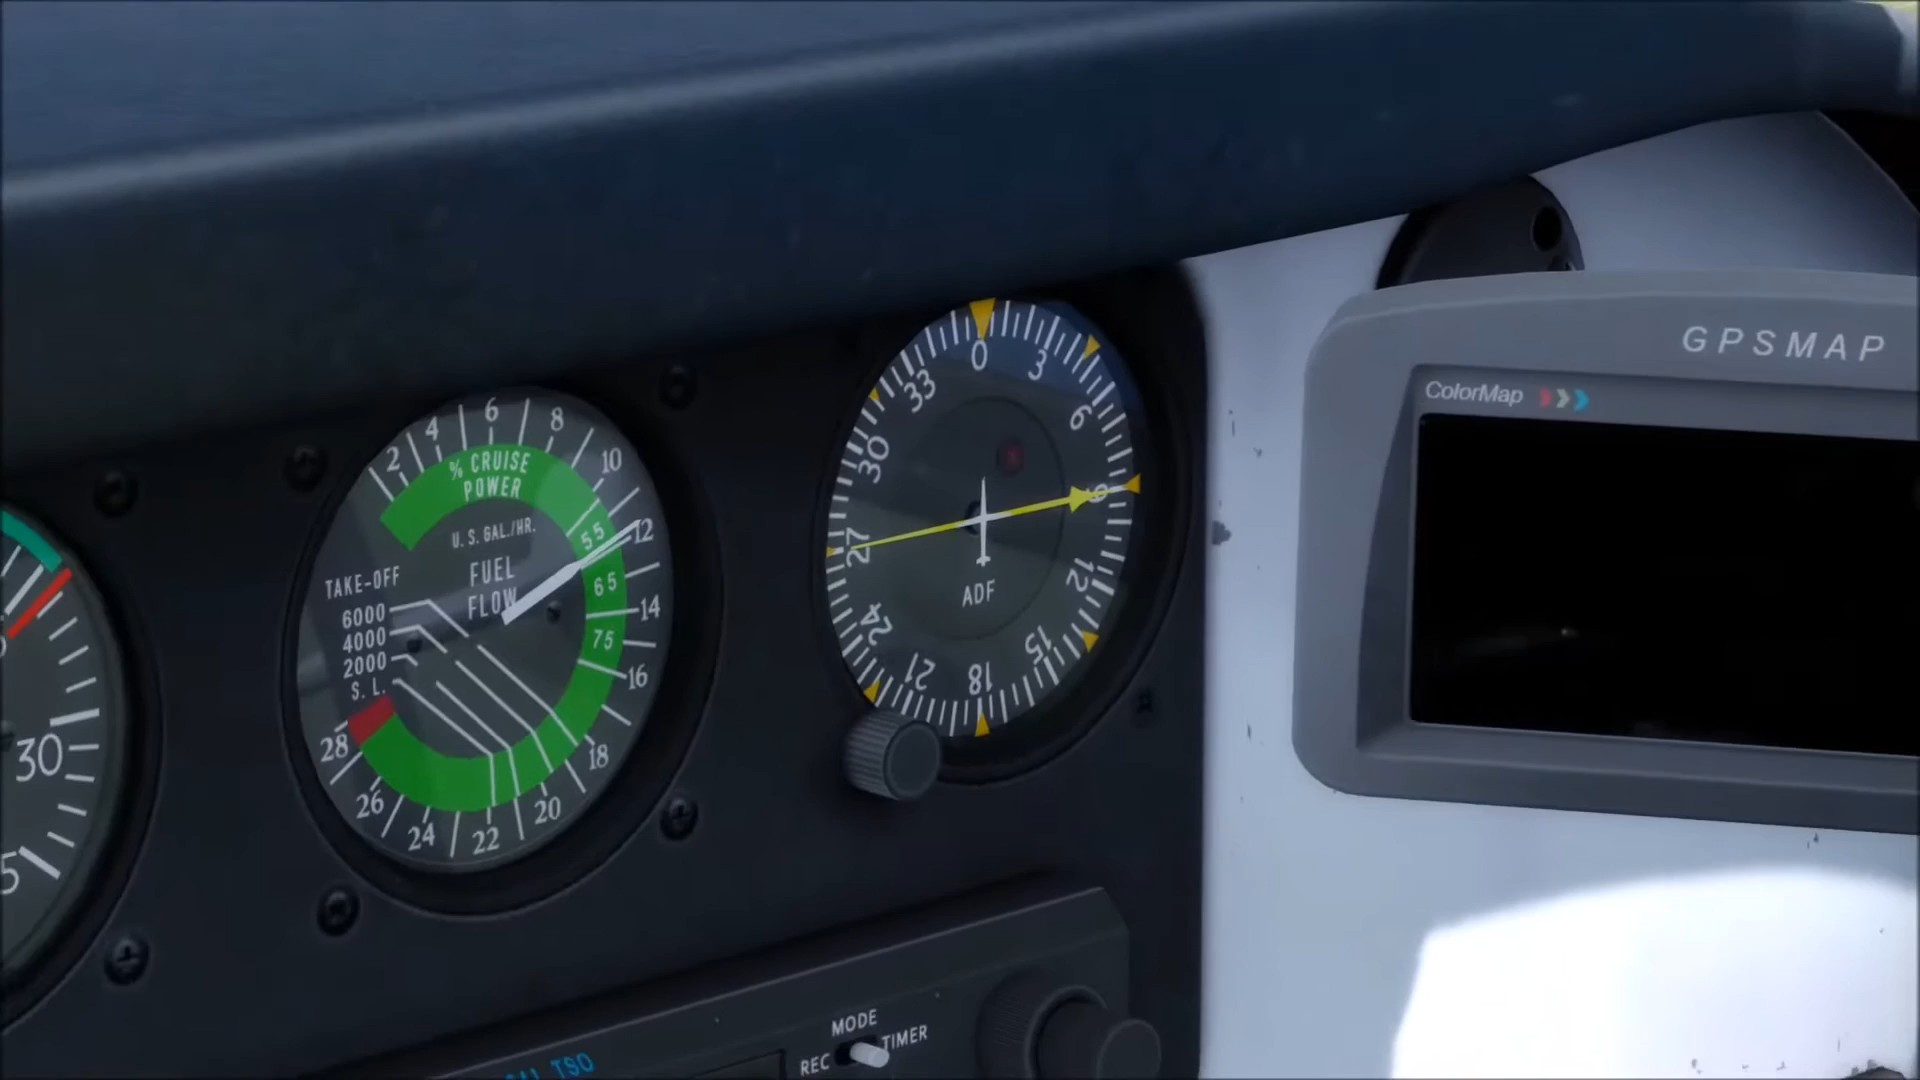 GPSMAP
ColorMap
0
3
6
9
12
15
18
21
24
27
30
33
ADF
2
4
6
8
10
12
14
16
18
20
22
24
26
28
% CRUISE
POWER
U.S. GAL./HR.
FUEL
FLOW
55
65
75
TAKE-OFF
6000
4000
2000
S. L.
30
5
MODE
REC
TIMER
TSO